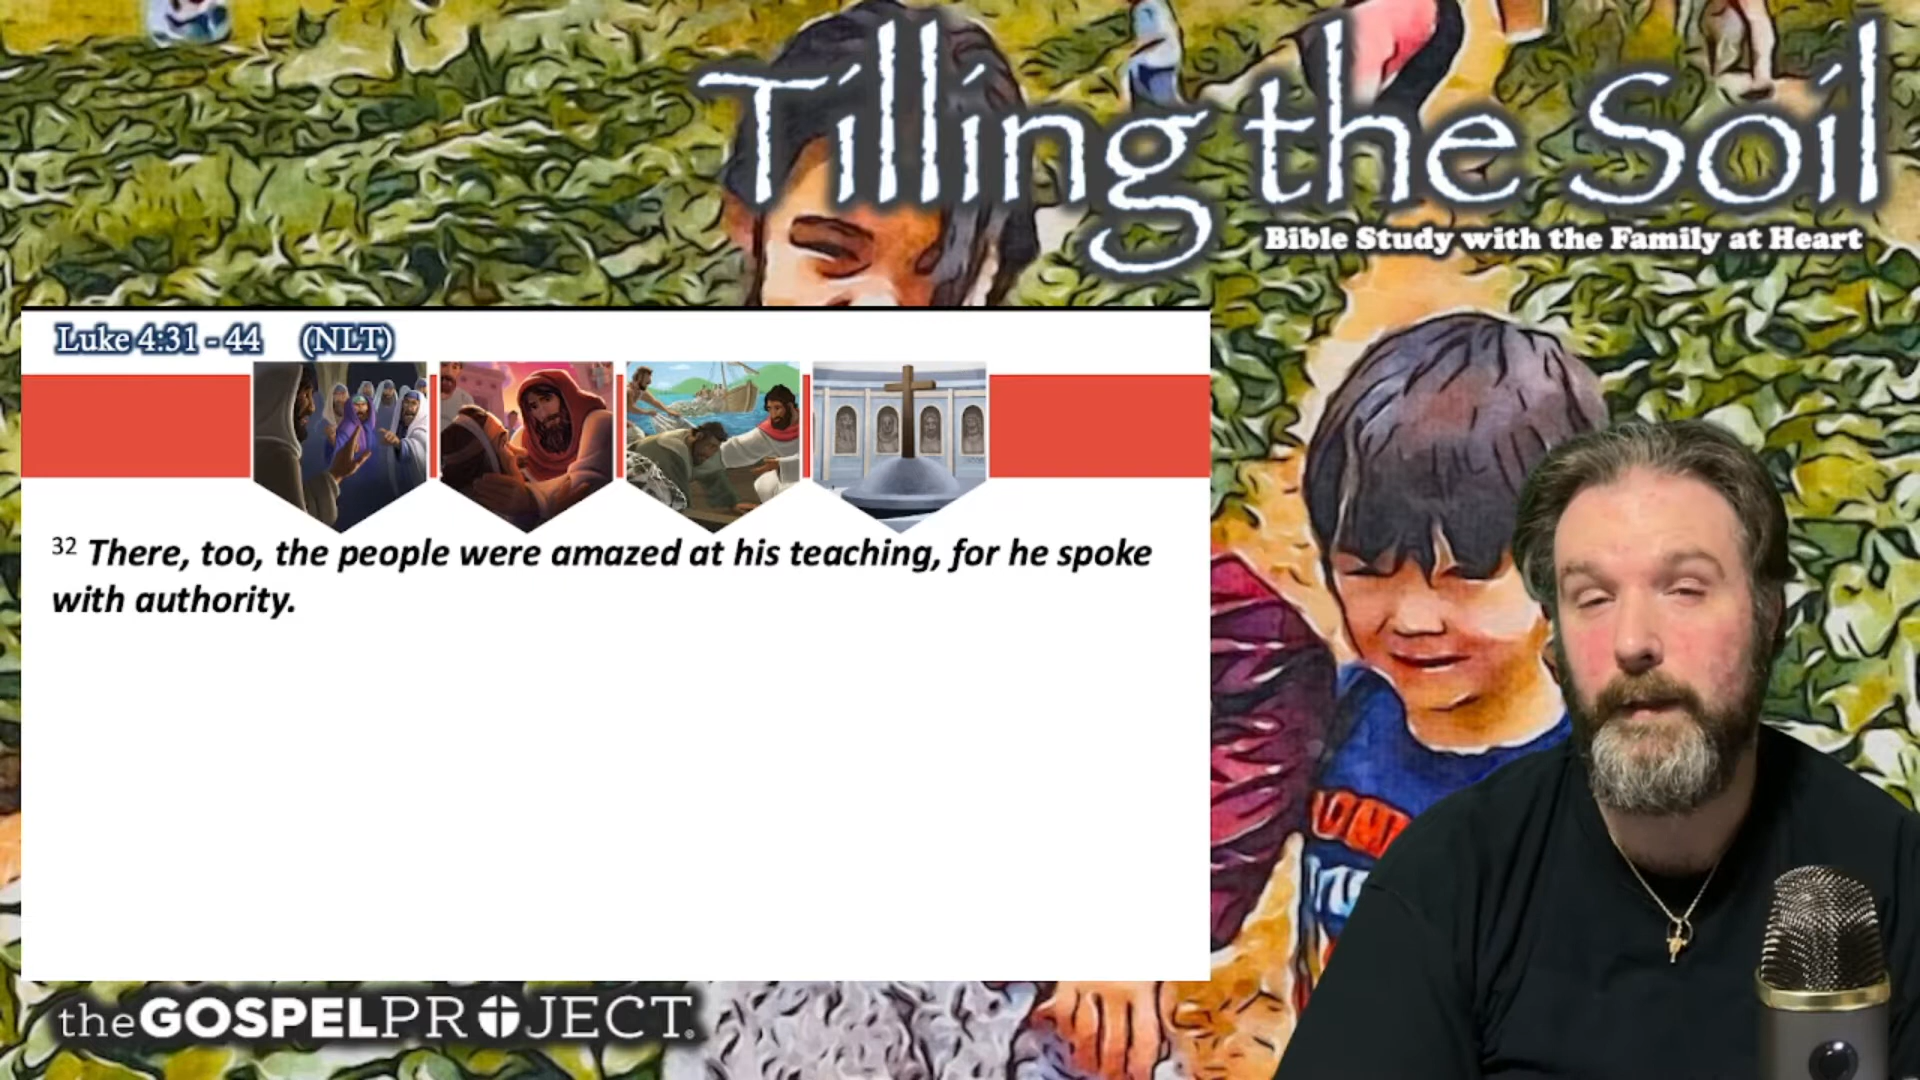 Tilling the Soil
Bible Study with the Family at Heart
Luke 4:31 - 44 (NLT)
32 There, too, the people were amazed at his teaching, for he spoke
with authority.
theGOSPELPROJECT.